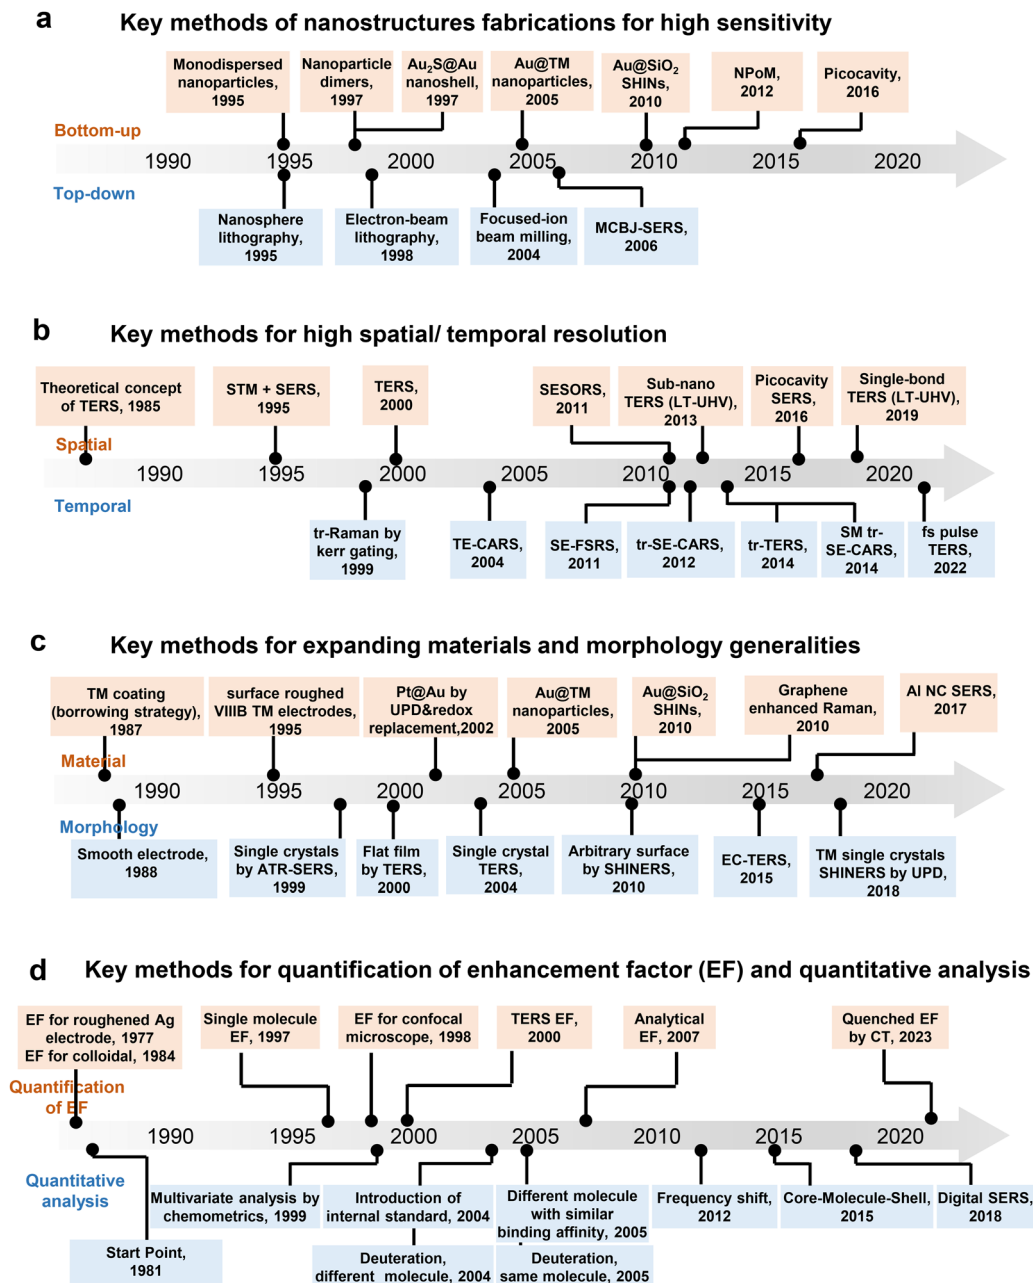 a Key methods of nanostructures fabrications for high sensitivity
Monodispersed
nanoparticles,
1995
Nanoparticle
dimers,
1997
Au₂S@Au
nanoshell,
1997
Au@TM
nanoparticles,
2005
Au@SiO₂
SHINs,
2010
NPoM,
2012
Picocavity,
2016
Bottom-up
1990 1995 2000 2005 2010 2015 2020
Top-down
Nanosphere
lithography,
1995
Electron-beam
lithography,
1998
Focused-ion
beam milling,
2004
MCBJ-SERS,
2006
b Key methods for high spatial/ temporal resolution
Theoretical concept
of TERS, 1985
STM + SERS,
1995
TERS,
2000
SESORS,
2011
Sub-nano
TERS (LT-UHV),
2013
Picocavity
SERS,
2016
Single-bond
TERS (LT-UHV),
2019
Spatial
1990 1995 2000 2005 2010 2015 2020
Temporal
tr-Raman by
kerr gating,
1999
TE-CARS,
2004
SE-FSRS,
2011
tr-SE-CARS,
2012
tr-TERS,
2014
SM tr-
SE-CARS,
2014
fs pulse
TERS,
2022
c Key methods for expanding materials and morphology generalities
TM coating
(borrowing strategy),
1987
surface roughed
VIIIB TM electrodes,
1995
Pt@Au by
UPD&redox
replacement,2002
Au@TM
nanoparticles,
2005
Au@SiO₂
SHINs,
2010
Graphene
enhanced Raman,
2010
Al NC SERS,
2017
Material
1990 1995 2000 2005 2010 2015 2020
Morphology
Smooth electrode,
1988
Single crystals
by ATR-SERS,
1999
Flat film
by TERS,
2000
Single crystal
TERS,
2004
Arbitrary surface
by SHINERS,
2010
EC-TERS,
2015
TM single crystals
SHINERS by UPD,
2018
d Key methods for quantification of enhancement factor (EF) and quantitative analysis
EF for roughened Ag
electrode, 1977
EF for colloidal, 1984
Single molecule
EF, 1997
EF for confocal
microscope, 1998
TERS EF,
2000
Analytical
EF, 2007
Quenched EF
by CT, 2023
Quantification
of EF
1990 1995 2000 2005 2010 2015 2020
Quantitative
analysis
Start Point,
1981
Multivariate analysis by
chemometrics, 1999
Introduction of
internal standard, 2004
Deuteration,
different molecule, 2004
Different molecule
with similar
binding affinity, 2005
Deuteration,
same molecule, 2005
Frequency shift,
2012
Core-Molecule-Shell,
2015
Digital SERS,
2018